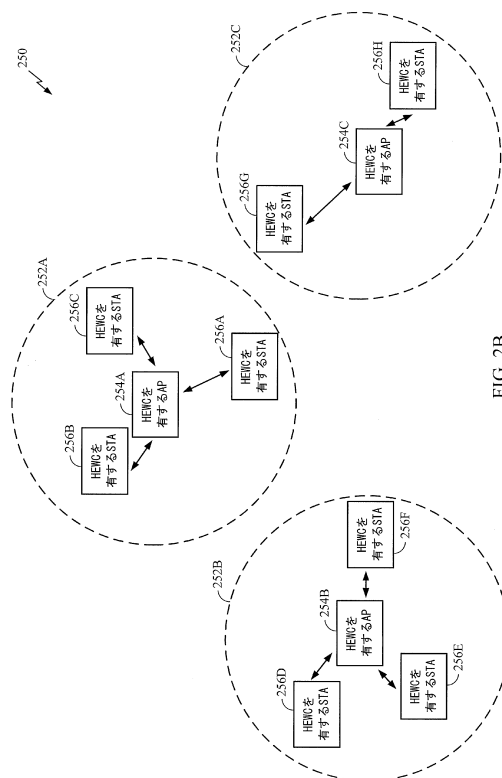 250
252A
256B
HEWCを
有するSTA
254A
HEWCを
有するAP
256C
HEWCを
有するSTA
256A
HEWCを
有するSTA
252B
256D
HEWCを
有するSTA
254B
HEWCを
有するAP
256F
HEWCを
有するSTA
256E
HEWCを
有するSTA
252C
256G
HEWCを
有するSTA
254C
HEWCを
有するAP
256H
HEWCを
有するSTA
FIG. 2B